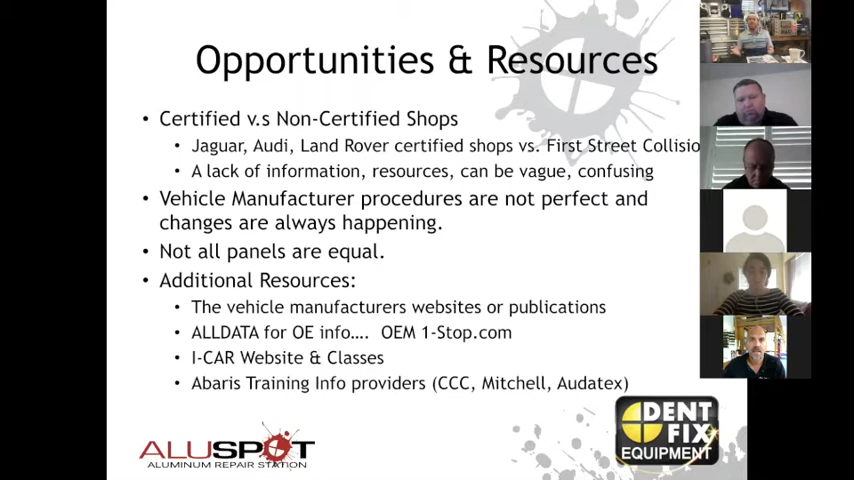 Opportunities & Resources
• Certified v.s Non-Certified Shops
• Jaguar, Audi, Land Rover certified shops vs. First Street Collisio
• A lack of information, resources, can be vague, confusing
• Vehicle Manufacturer procedures are not perfect and
changes are always happening.
• Not all panels are equal.
• Additional Resources:
• The vehicle manufacturers websites or publications
• ALLDATA for OE info.... OEM 1-Stop.com
• I-CAR Website & Classes
• Abaris Training Info providers (CCC, Mitchell, Audatex)
ALUSPOT
ALUMINUM REPAIR STATION
DENT
FIX
EQUIPMENT